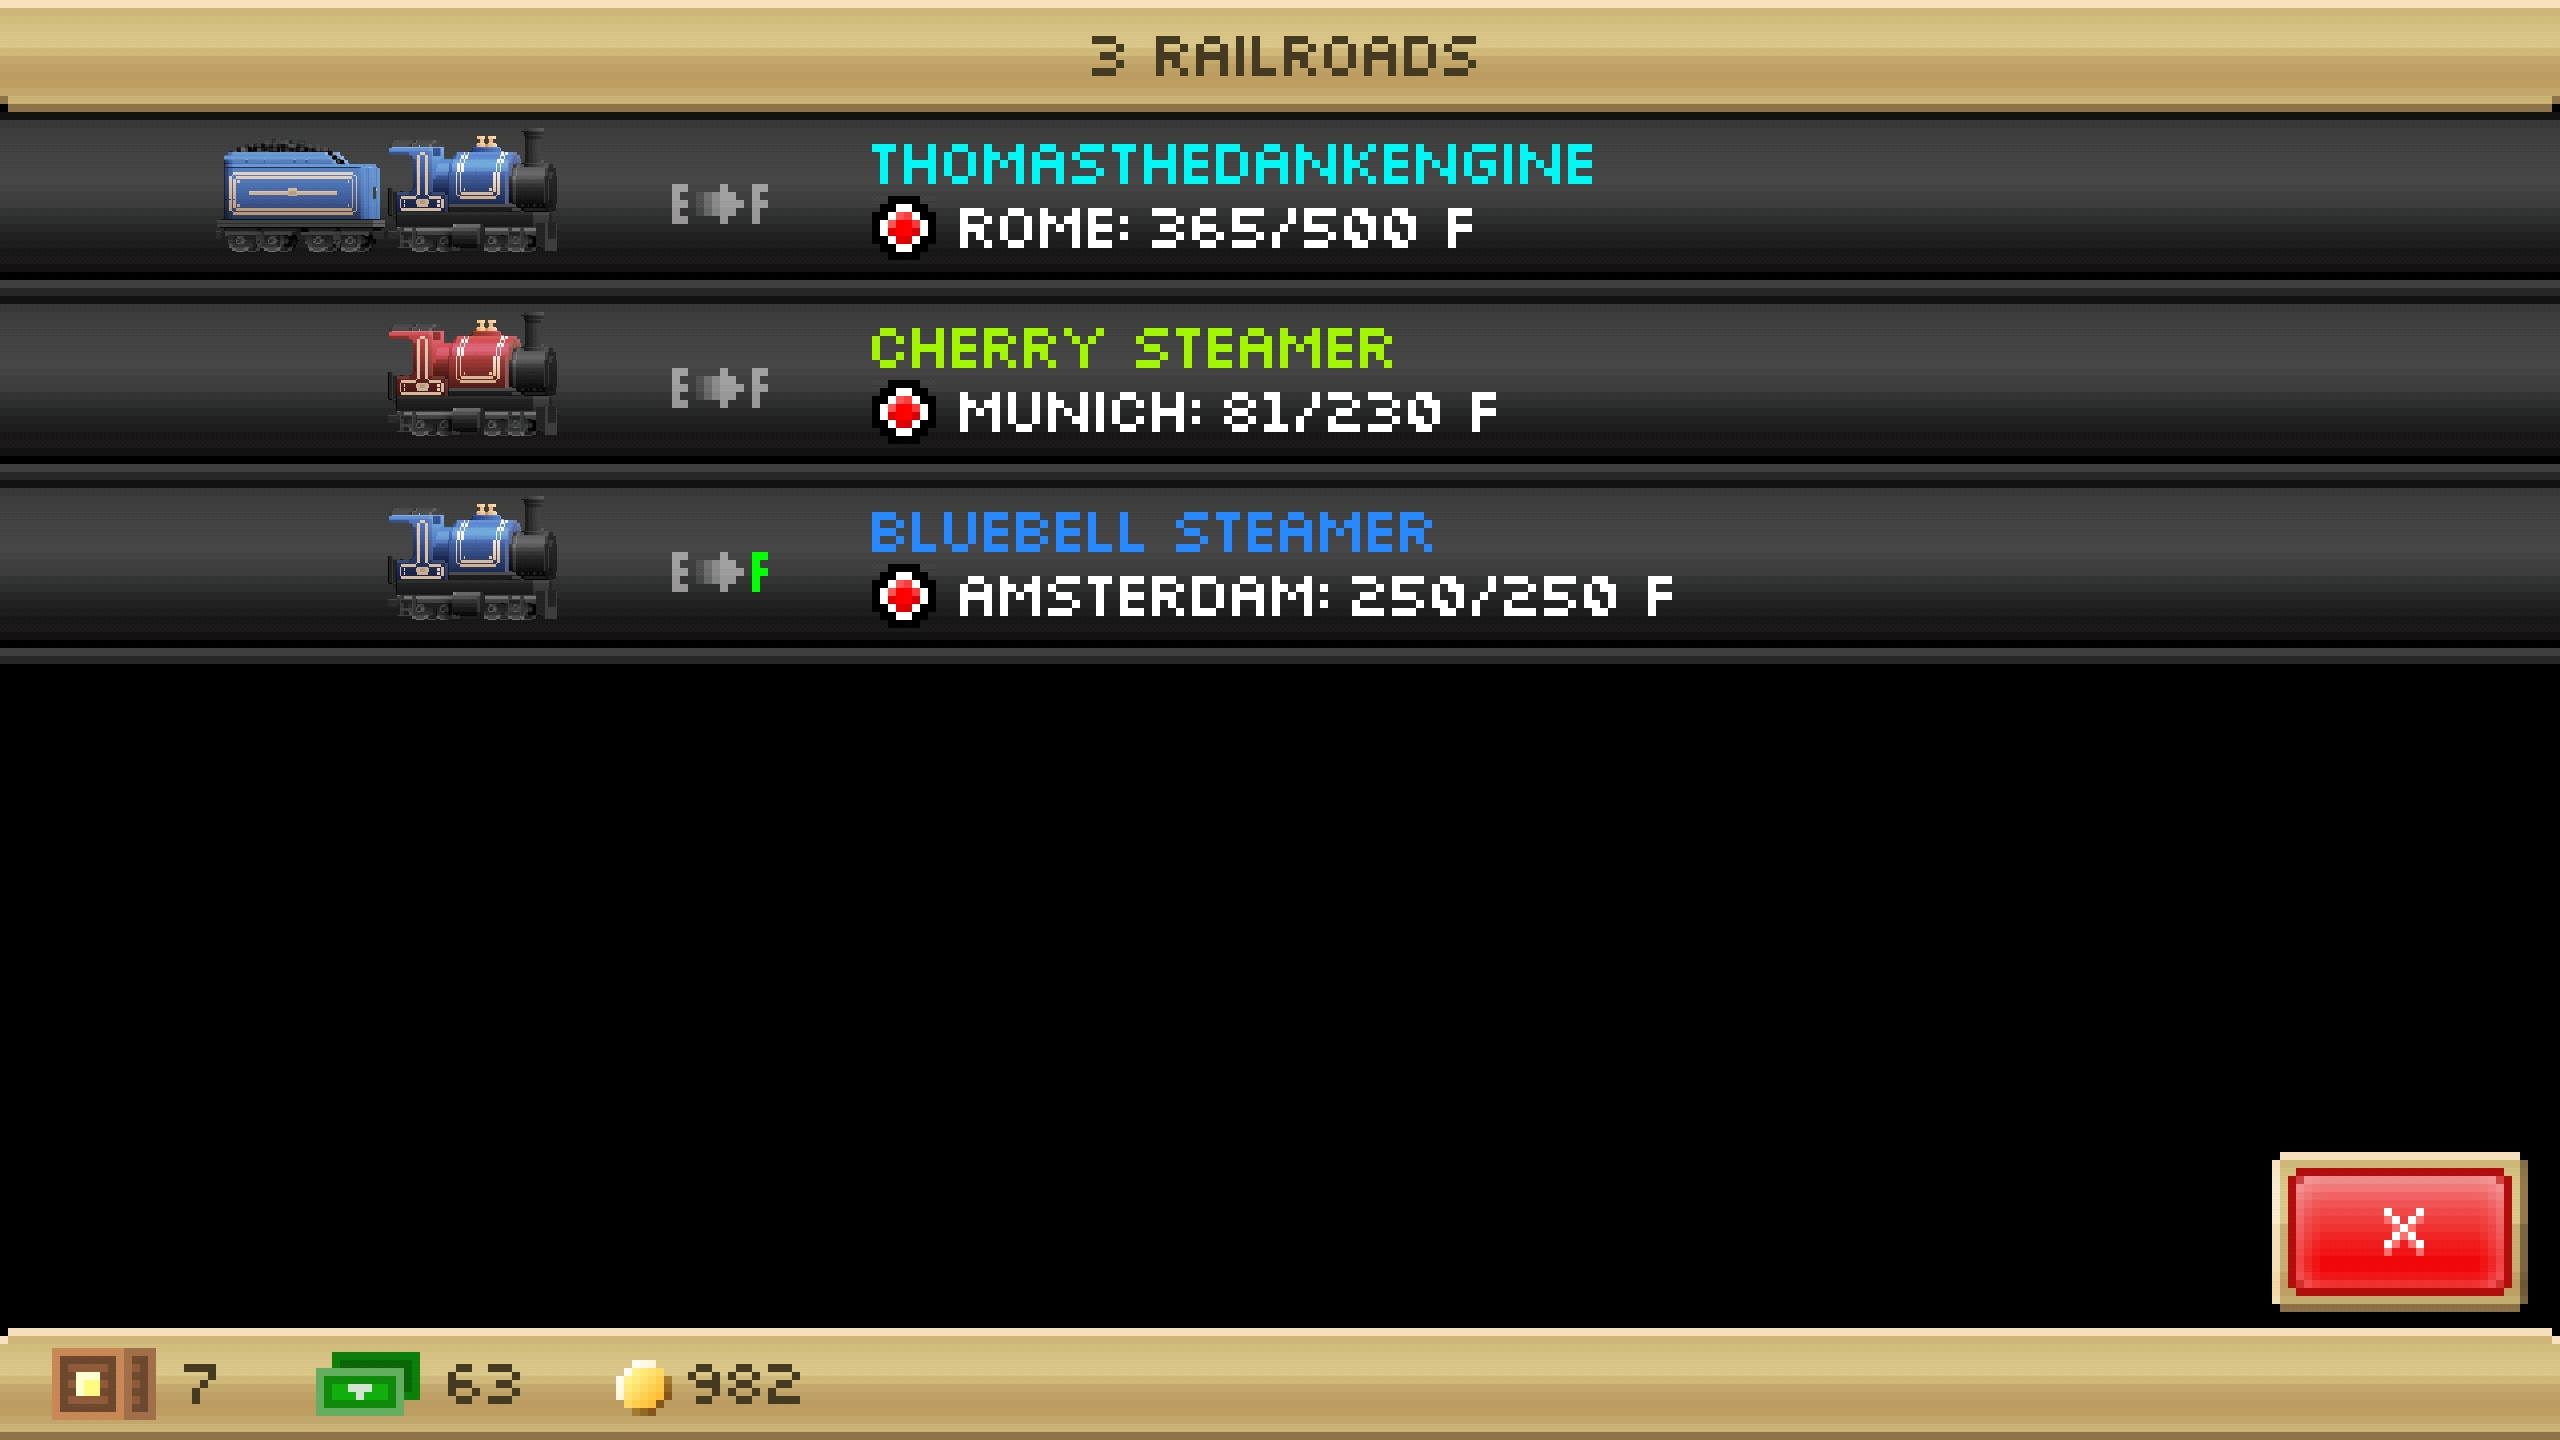 3 RAILROADS
THOMASTHEDANKENGINE
E F
ROME: 365/500 F
CHERRY STEAMER
E F
MUNICH: 81/230 F
BLUEBELL STEAMER
E F
AMSTERDAM: 250/250 F
X
7 63 982